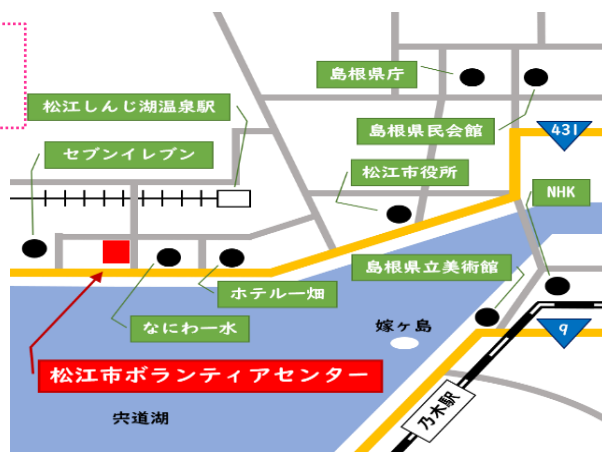 島根県庁
松江しんじ湖温泉駅
島根県民会館
431
セブンイレブン
松江市役所
NHK
島根県立美術館
ホテル一畑
なにわ一水
嫁ヶ島
9
松江市ボランティアセンター
乃木駅
宍道湖